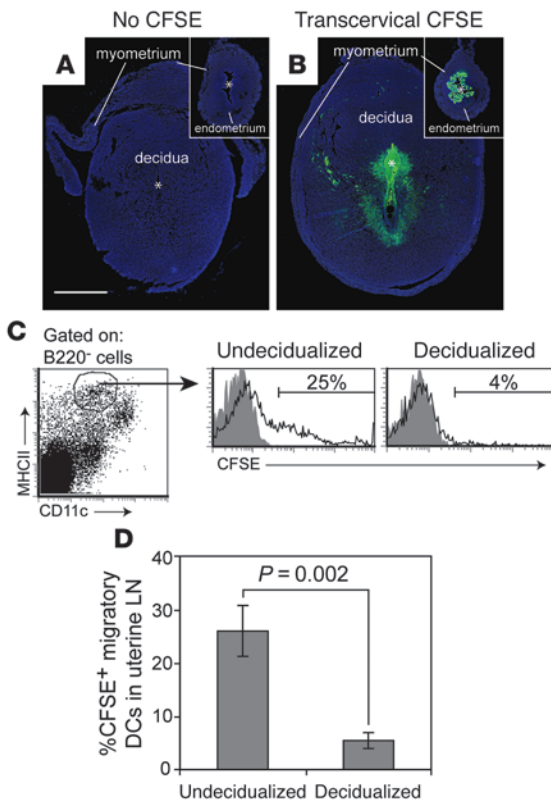 No CFSE
Transcervical CFSE
A
myometrium
B
myometrium
*
endometrium
*
endometrium
decidua
decidua
*
*
C
Gated on:
B220⁻ cells
Undecidualized
Decidualized
25%
4%
MHCII
CD11c
CFSE
D
P = 0.002
%CFSE⁺ migratory
DCs in uterine LN
40
30
20
10
0
Undecidualized
Decidualized